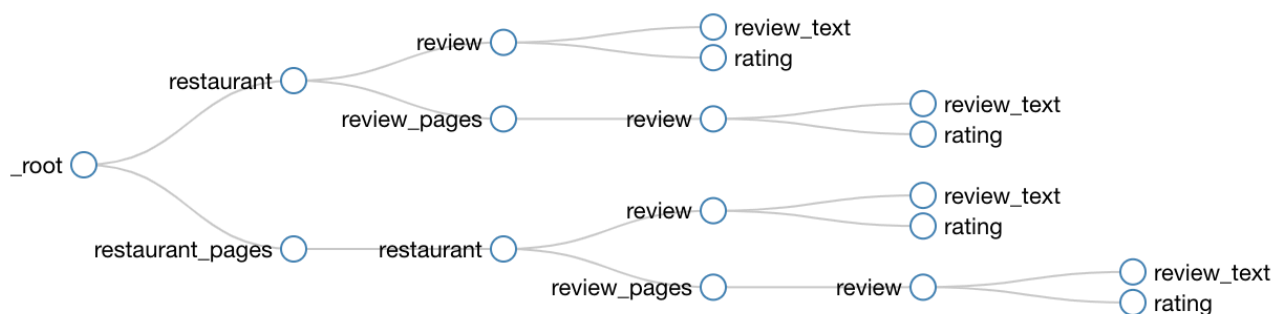 review_text
review
rating
restaurant
review_text
review_pages
review
rating
_root
review_text
review
rating
restaurant_pages
restaurant
review_text
review_pages
review
rating